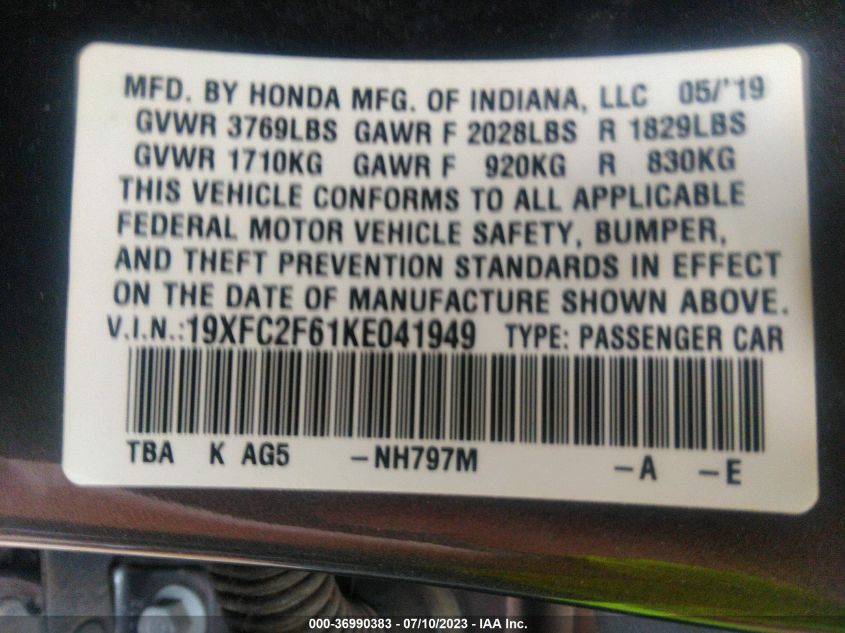 MFD. BY HONDA MFG. OF INDIANA, LLC 05/'19
GVWR 3769LBS GAWR F 2028LBS R 1829LBS
GVWR 1710KG GAWR F 920KG R 830KG
THIS VEHICLE CONFORMS TO ALL APPLICABLE
FEDERAL MOTOR VEHICLE SAFETY, BUMPER,
AND THEFT PREVENTION STANDARDS IN EFFECT
ON THE DATE OF MANUFACTURE SHOWN ABOVE.
V.I.N.:19XFC2F61KE041949 TYPE: PASSENGER CAR
TBA K AG5 –NH797M –A –E
000-36990383 - 07/10/2023 - IAA Inc.